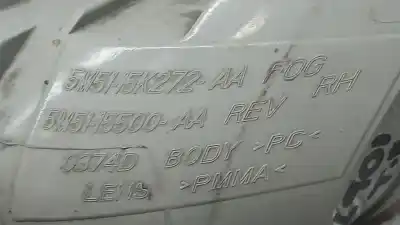 5M51-15K272-AA FOG RH
5M51-15500-AA REV
0374D BODY >PC<
LENS >PMMA<